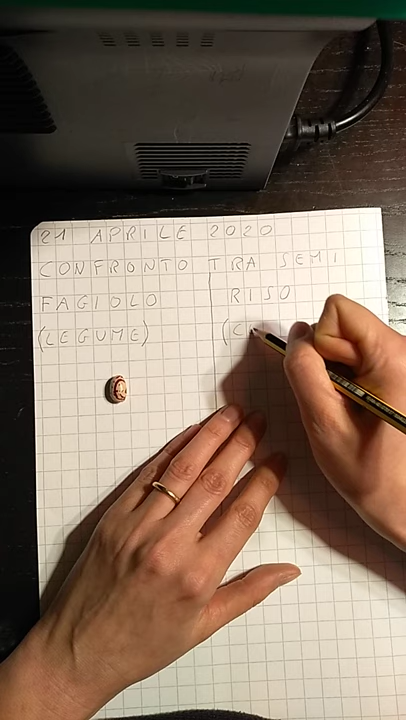 21 APRILE 2020
CONFRONTO TRA SEMI
FAGIOLO RISO
(LEGUME) (C